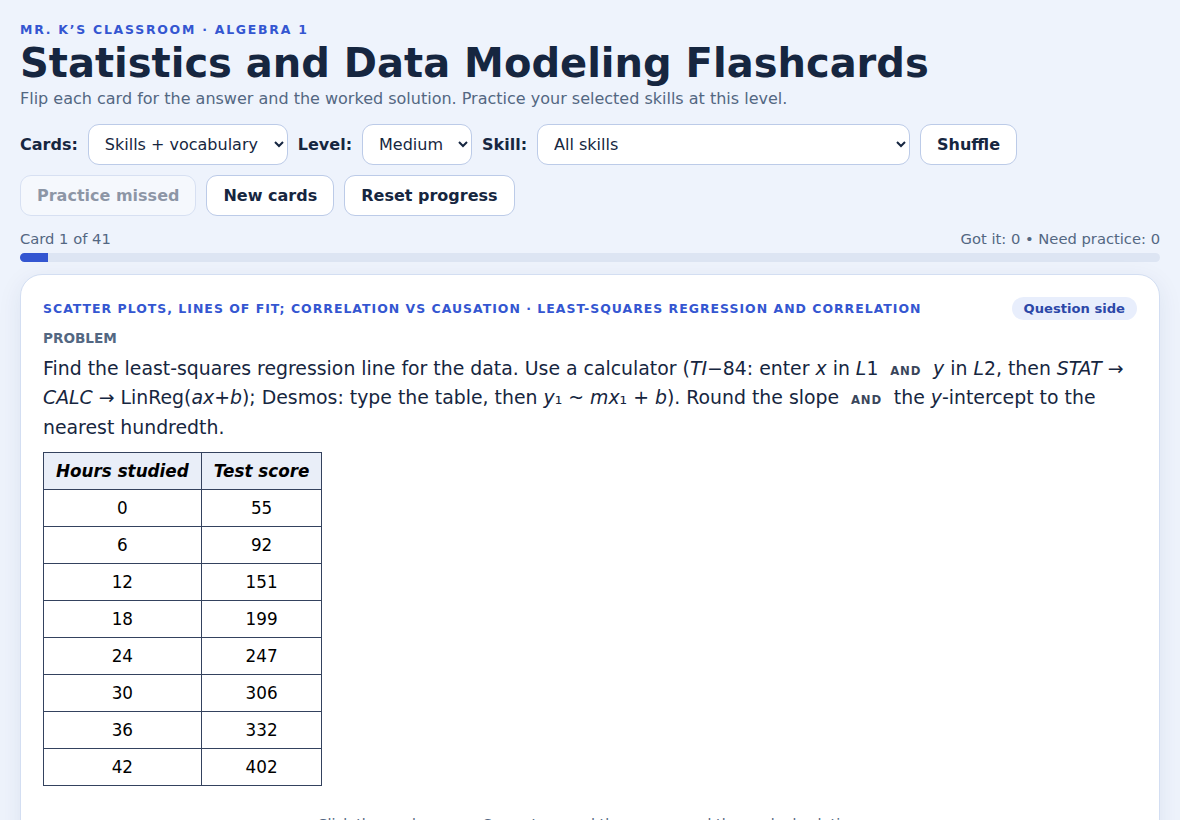 MR. K’S CLASSROOM · ALGEBRA 1
Statistics and Data Modeling Flashcards
Flip each card for the answer and the worked solution. Practice your selected skills at this level.
Cards: Skills + vocabulary Level: Medium Skill: All skills Shuffle
Practice missed New cards Reset progress
Card 1 of 41 Got it: 0 • Need practice: 0
SCATTER PLOTS, LINES OF FIT; CORRELATION VS CAUSATION · LEAST-SQUARES REGRESSION AND CORRELATION Question side
PROBLEM
Find the least-squares regression line for the data. Use a calculator (TI−84: enter x in L1 AND y in L2, then STAT →
CALC → LinReg(ax+b); Desmos: type the table, then y₁ ~ mx₁ + b). Round the slope AND the y-intercept to the
nearest hundredth.
Hours studied Test score
0 55
6 92
12 151
18 199
24 247
30 306
36 332
42 402